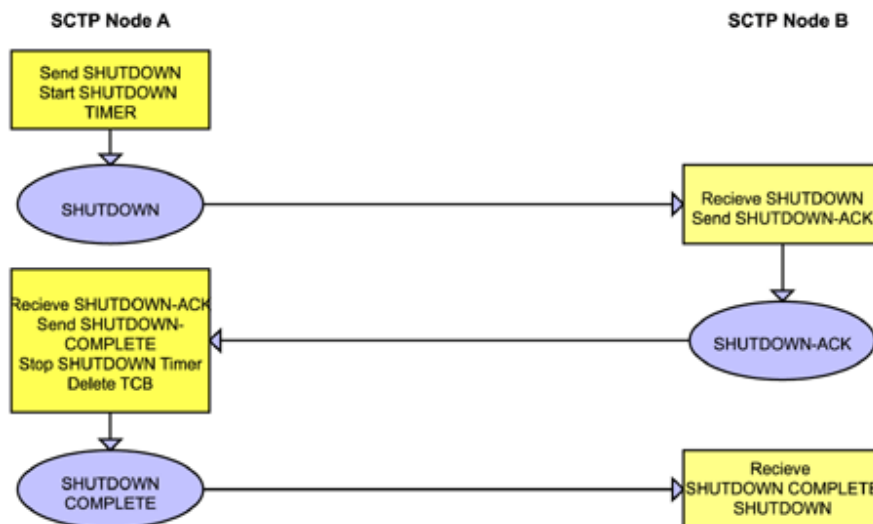 SCTP Node A
SCTP Node B
Send SHUTDOWN
Start SHUTDOWN
TIMER
SHUTDOWN
Recieve SHUTDOWN
Send SHUTDOWN-ACK
Recieve SHUTDOWN-ACK
Send SHUTDOWN-
COMPLETE
Stop SHUTDOWN Timer
Delete TCB
SHUTDOWN-ACK
SHUTDOWN
COMPLETE
Recieve
SHUTDOWN COMPLETE
SHUTDOWN